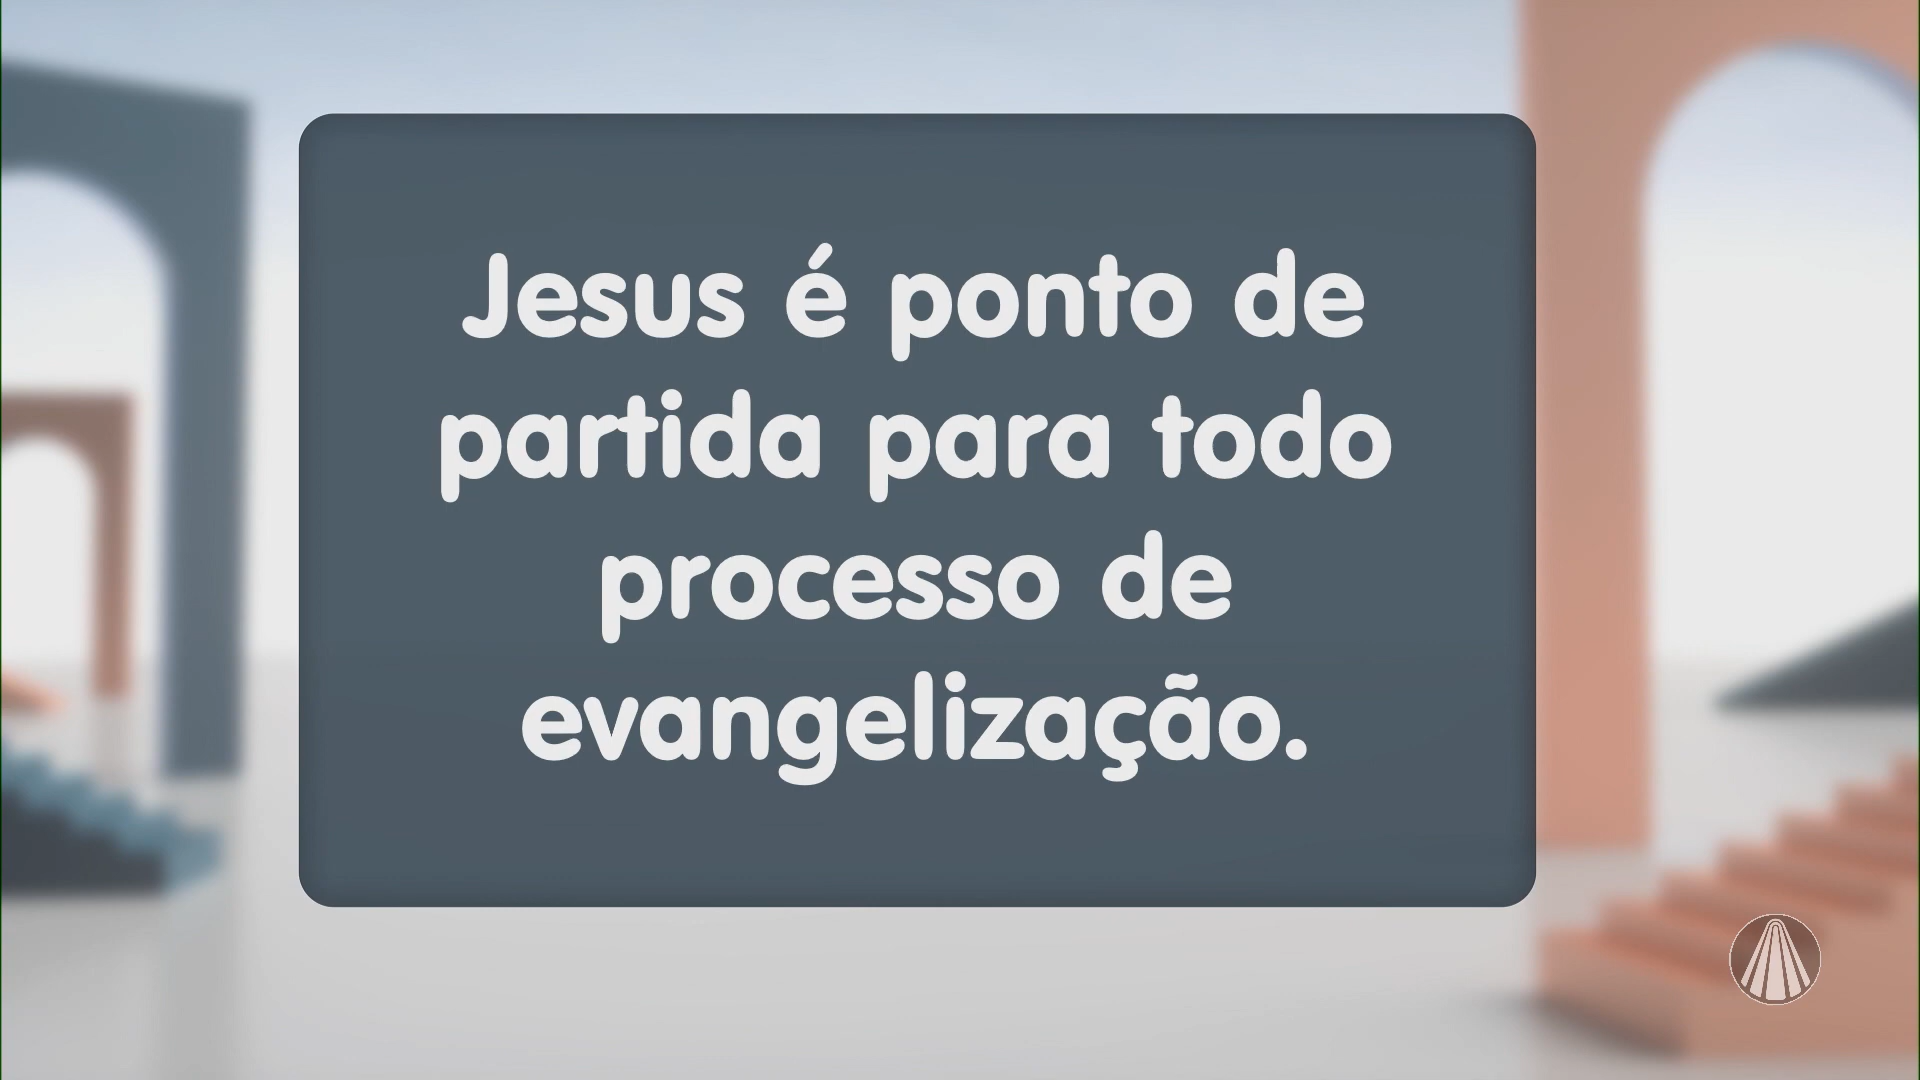 Jesus é ponto de
partida para todo
processo de
evangelização.